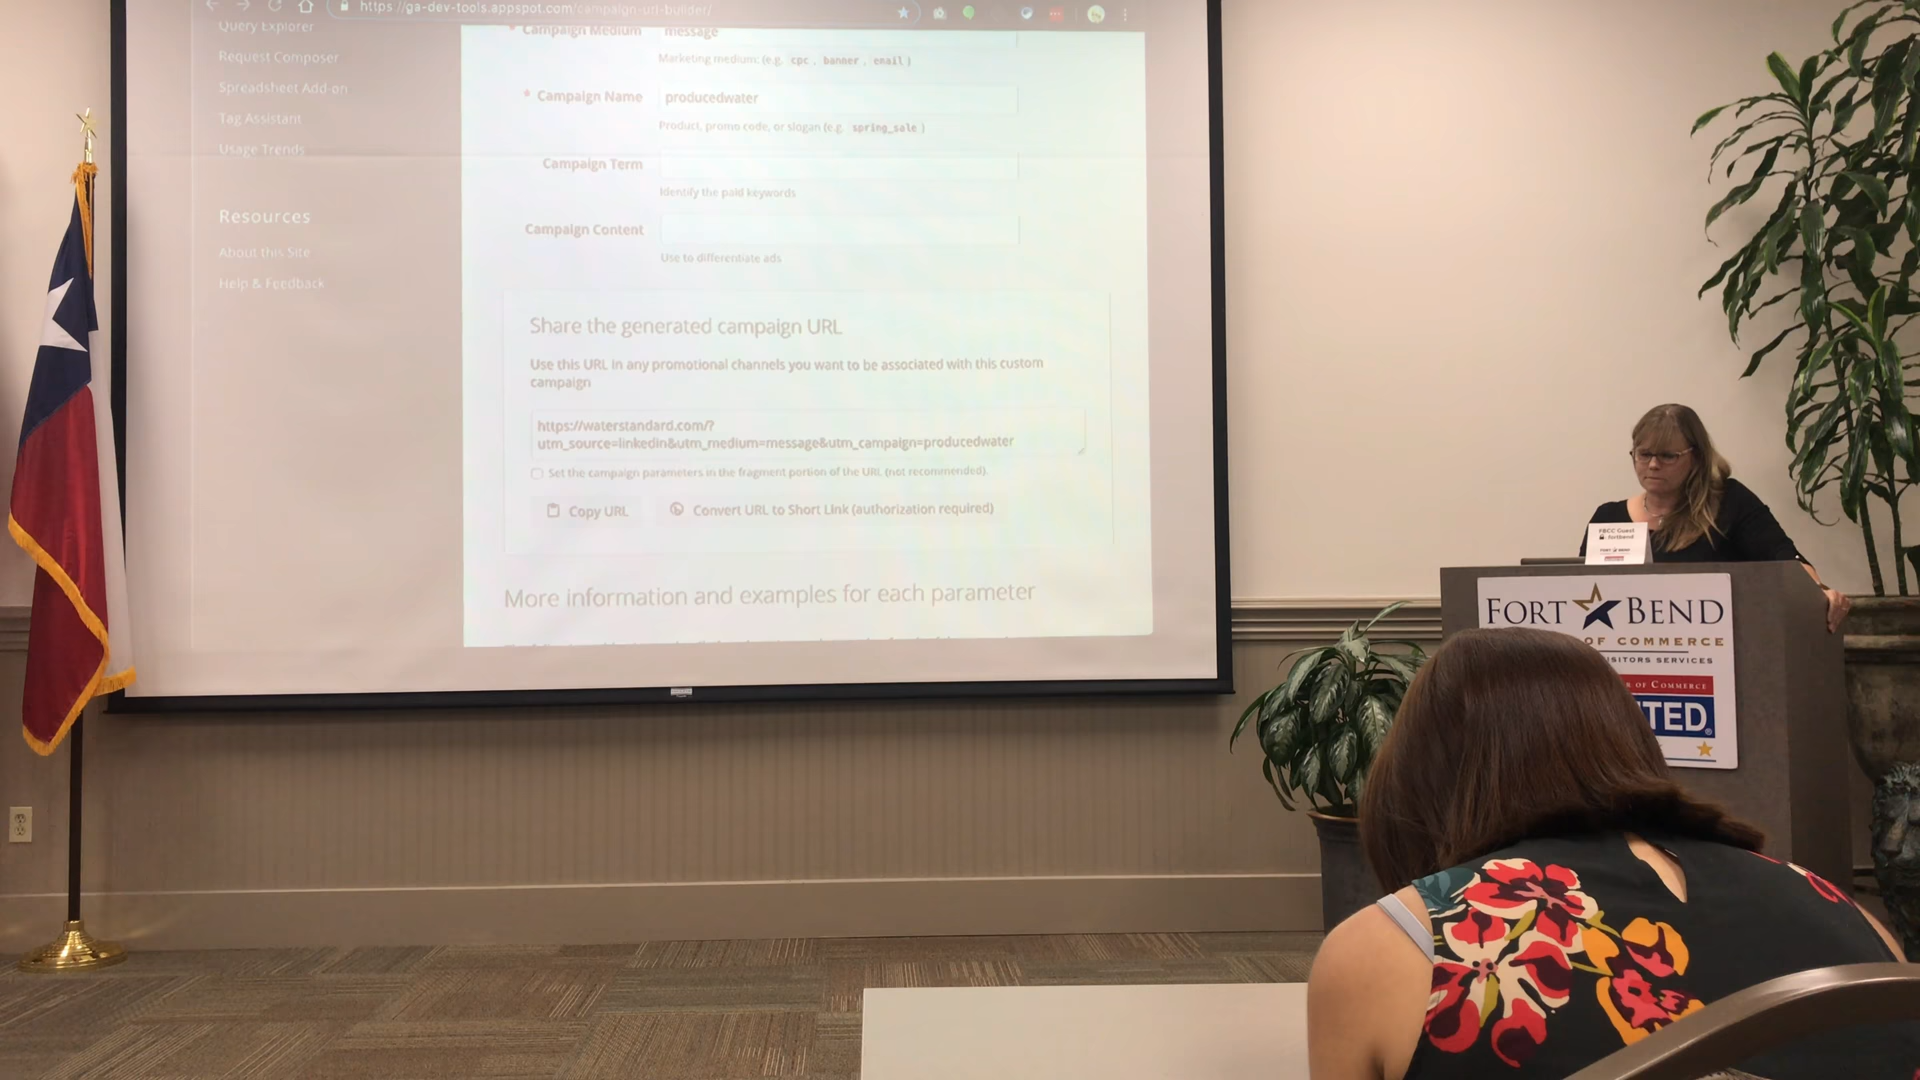 https://ga-dev-tools.appspot.com/campaign-url-builder/
Query Explorer
Request Composer
Spreadsheet Add-on
Tag Assistant
Usage Trends
Resources
About this Site
Help & Feedback
* Campaign Medium
message
Marketing medium: (e.g. cpc, banner, email)
* Campaign Name
producedwater
Product, promo code, or slogan (e.g. spring_sale)
Campaign Term
Identify the paid keywords
Campaign Content
Use to differentiate ads
Share the generated campaign URL
Use this URL in any promotional channels you want to be associated with this custom
campaign
https://waterstandard.com/?
utm_source=linkedin&utm_medium=message&utm_campaign=producedwater
Set the campaign parameters in the fragment portion of the URL (not recommended).
Copy URL
Convert URL to Short Link (authorization required)
More information and examples for each parameter
FBCC Guest
fortbend
FORT BEND
FORT BEND
OF COMMERCE
ISITORS SERVICES
R OF COMMERCE
TED